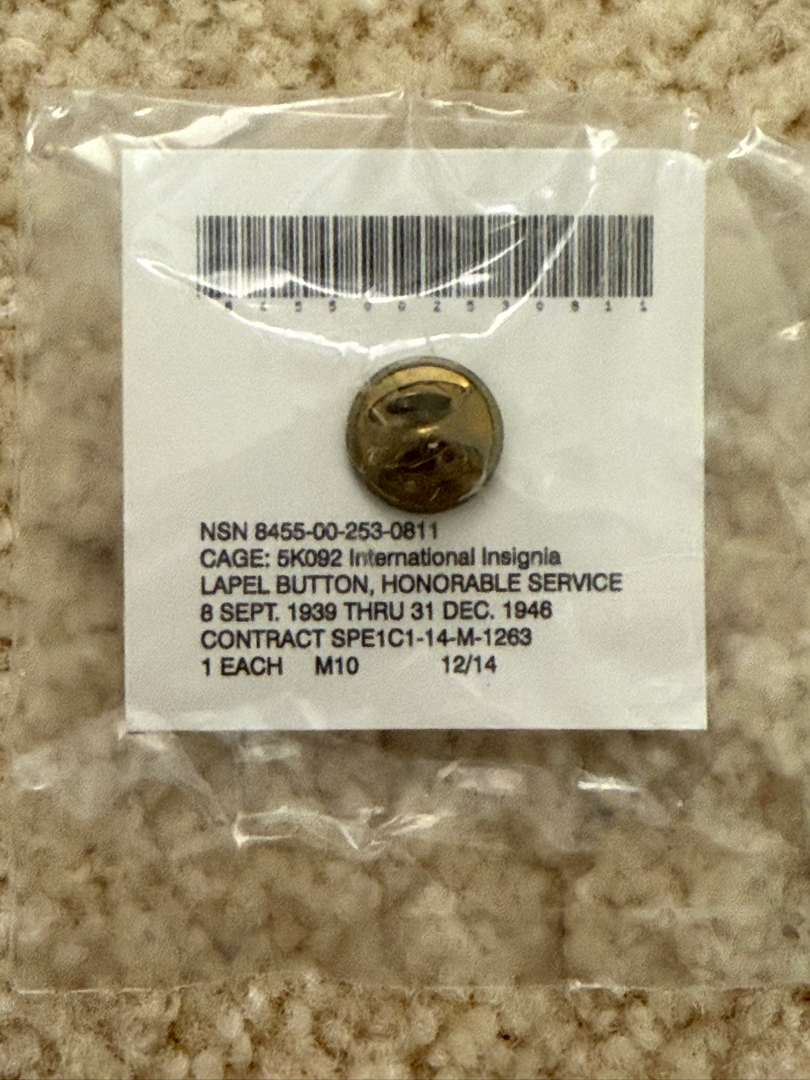 8455002530811
NSN 8455-00-253-0811
CAGE: 5K092 International Insignia
LAPEL BUTTON, HONORABLE SERVICE
8 SEPT. 1939 THRU 31 DEC. 1946
CONTRACT SPE1C1-14-M-1263
1 EACH M10 12/14